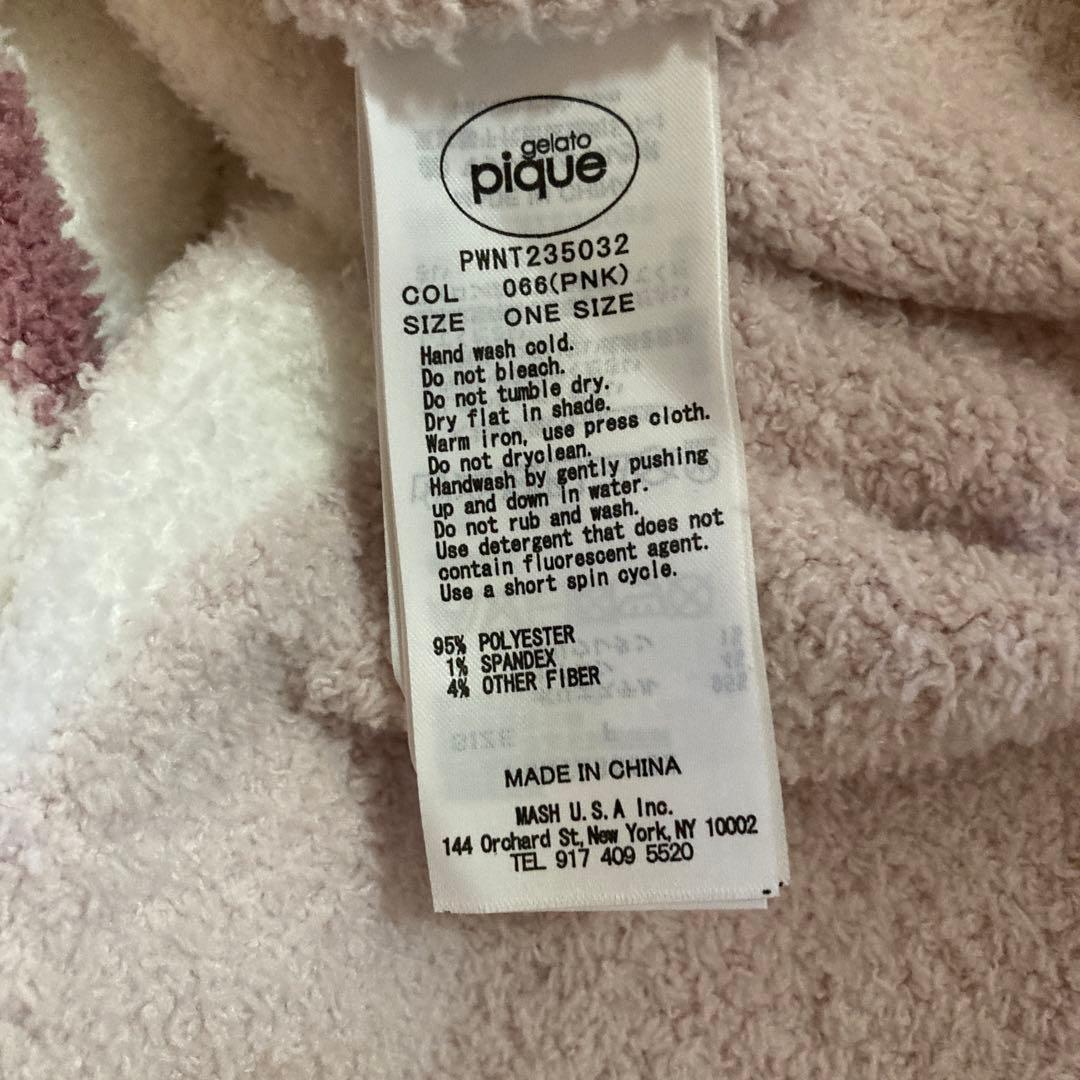 gelato
pique
PWNT235032
COL 066(PNK)
SIZE ONE SIZE
Hand wash cold.
Do not bleach.
Do not tumble dry.
Dry flat in shade.
Warm iron, use press cloth.
Do not dryclean.
Handwash by gently pushing
up and down in water.
Do not rub and wash.
Use detergent that does not
contain fluorescent agent.
Use a short spin cycle.
95% POLYESTER
1% SPANDEX
4% OTHER FIBER
MADE IN CHINA
MASH U.S.A Inc.
144 Orchard St, New York, NY 10002
TEL 917 409 5520